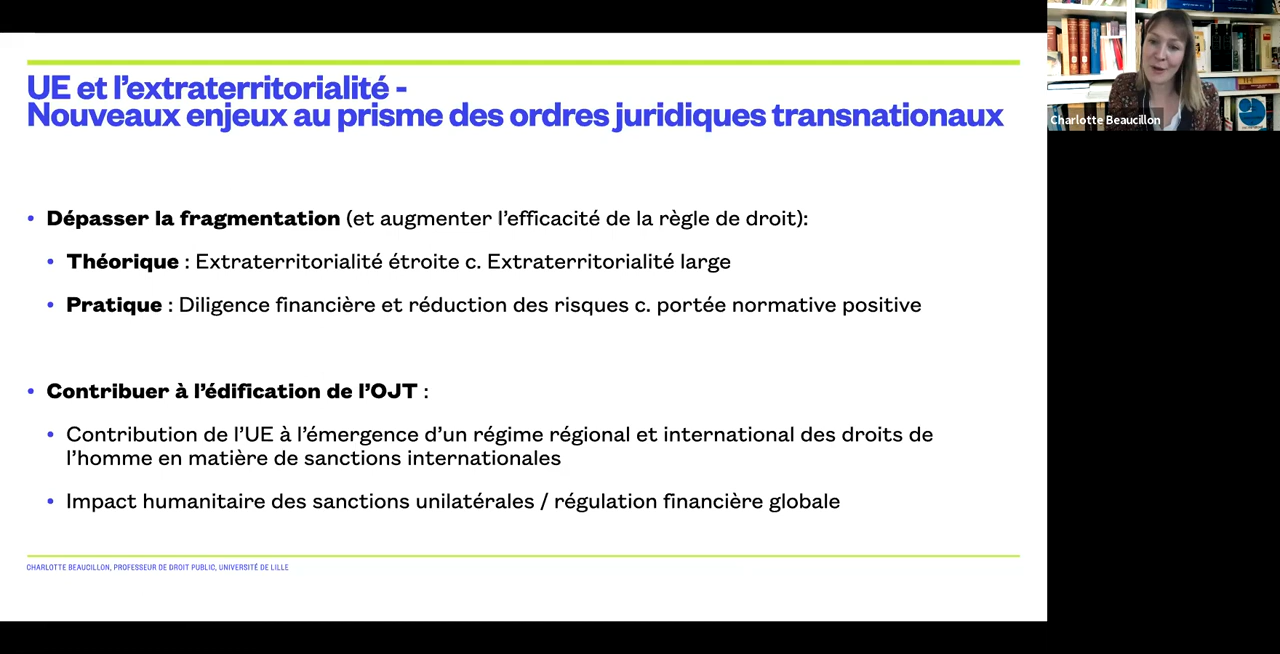 UE et l’extraterritorialité -
Nouveaux enjeux au prisme des ordres juridiques transnationaux
• Dépasser la fragmentation (et augmenter l’efficacité de la règle de droit):
• Théorique : Extraterritorialité étroite c. Extraterritorialité large
• Pratique : Diligence financière et réduction des risques c. portée normative positive
• Contribuer à l’édification de l’OJT :
• Contribution de l’UE à l’émergence d’un régime régional et international des droits de
l’homme en matière de sanctions internationales
• Impact humanitaire des sanctions unilatérales / régulation financière globale
CHARLOTTE BEAUCILLON, PROFESSEUR DE DROIT PUBLIC, UNIVERSITÉ DE LILLE
Charlotte Beaucillon